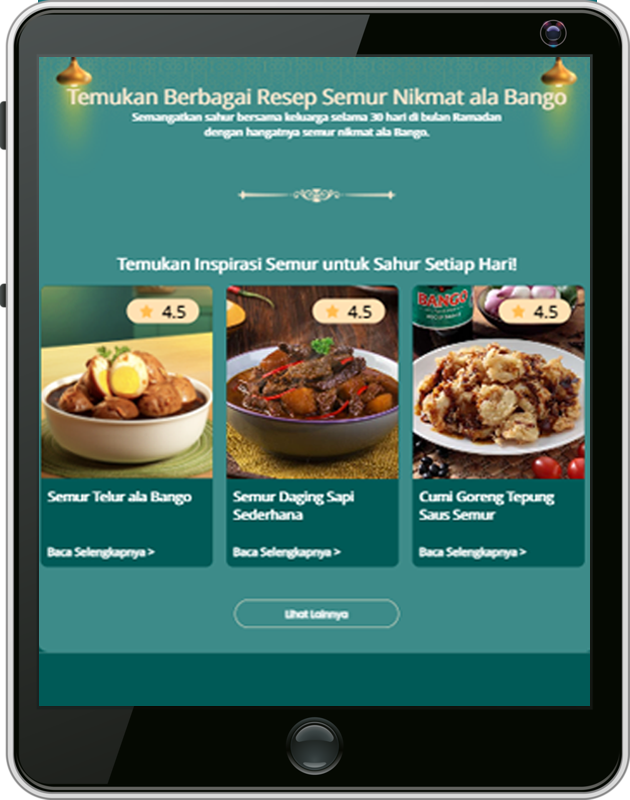 Temukan Berbagai Resep Semur Nikmat ala Bango
Semangatkan sahur bersama keluarga selama 30 hari di bulan Ramadan
dengan hangatnya semur nikmat ala Bango.
Temukan Inspirasi Semur untuk Sahur Setiap Hari!
4.5
4.5
BANGO
4.5
Semur Telur ala Bango
Semur Daging Sapi
Sederhana
Cumi Goreng Tepung
Saus Semur
Baca Selengkapnya >
Baca Selengkapnya >
Baca Selengkapnya >
Lihat Lainnya